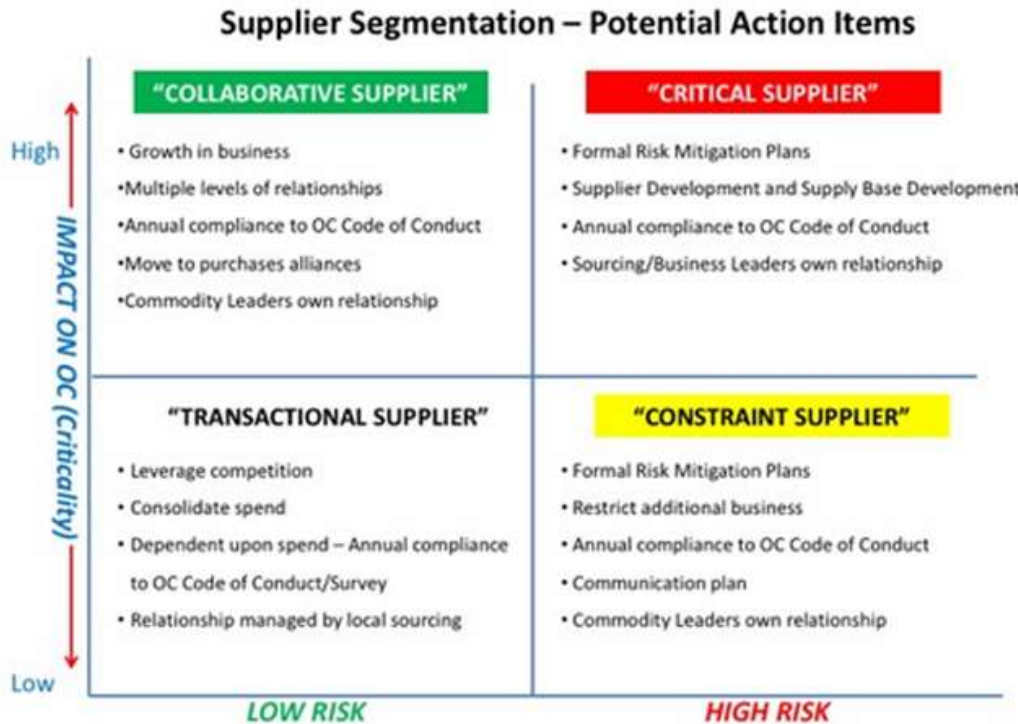 Supplier Segmentation – Potential Action Items
"COLLABORATIVE SUPPLIER"
• Growth in business
•Multiple levels of relationships
•Annual compliance to OC Code of Conduct
•Move to purchases alliances
•Commodity Leaders own relationship
"CRITICAL SUPPLIER"
• Formal Risk Mitigation Plans
• Supplier Development and Supply Base Development
• Annual compliance to OC Code of Conduct
• Sourcing/Business Leaders own relationship
High
IMPACT ON OC (Criticality)
Low
"TRANSACTIONAL SUPPLIER"
• Leverage competition
• Consolidate spend
• Dependent upon spend – Annual compliance
to OC Code of Conduct/Survey
• Relationship managed by local sourcing
"CONSTRAINT SUPPLIER"
• Formal Risk Mitigation Plans
• Restrict additional business
• Annual compliance to OC Code of Conduct
• Communication plan
• Commodity Leaders own relationship
LOW RISK
HIGH RISK